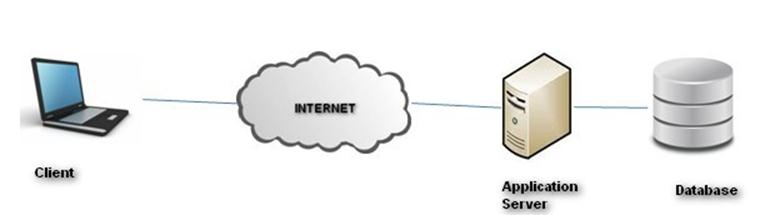 INTERNET
Client
Application
Server
Database